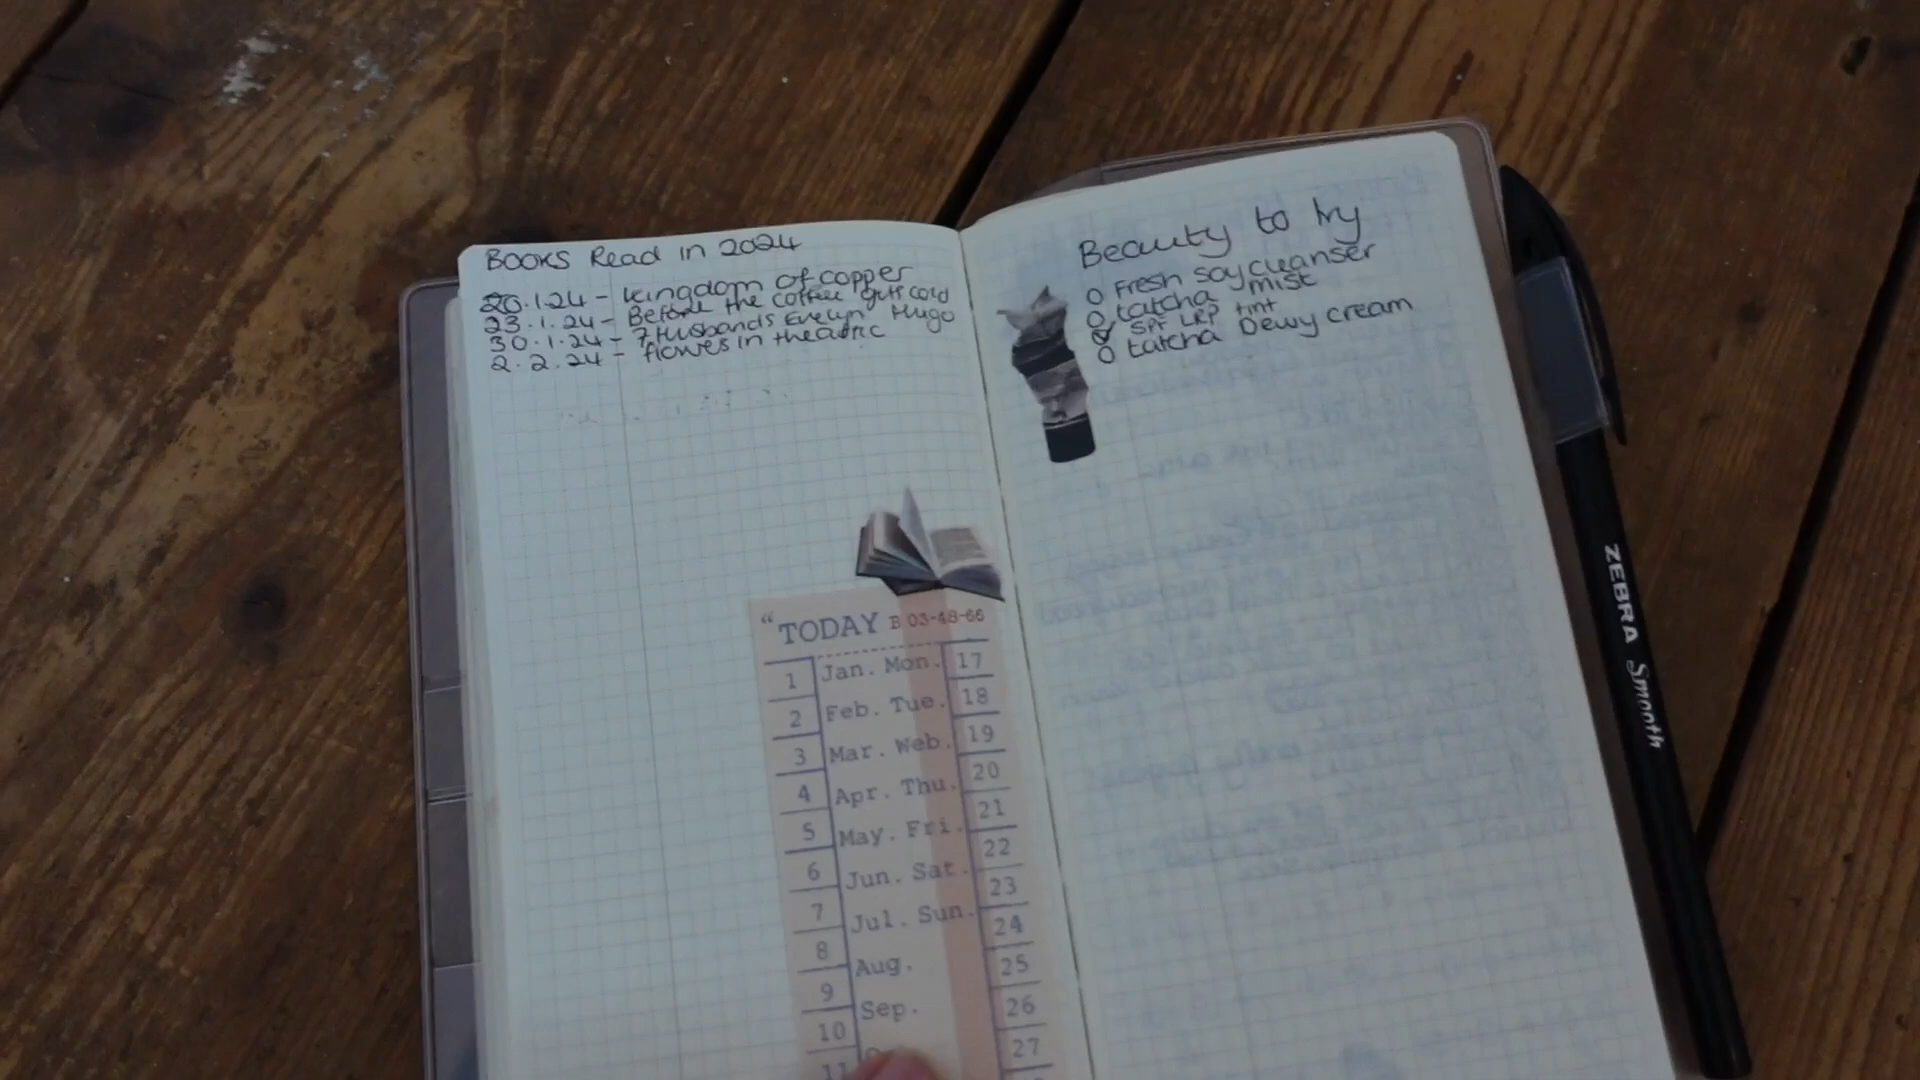 Books Read in 2024
20.1.24 - kingdom of copper
23.1.24 - Before the coffee gets cold
30.1.24 - 7 Husbands Evelyn Hugo
2.2.24 - flowers in the attic
"TODAY B 03-48-66
1 Jan. Mon. 17
2 Feb. Tue. 18
3 Mar. Web. 19
4 Apr. Thu. 20
5 May. Fri. 21
6 Jun. Sat. 22
7 Jul. Sun. 23
8 Aug. 24
9 Sep. 25
10 26
11 27
Beauty to try
O Fresh soy cleanser
O tatcha mist
O SPF LRP tint
O tatcha Dewy cream
ZEBRA Smooth